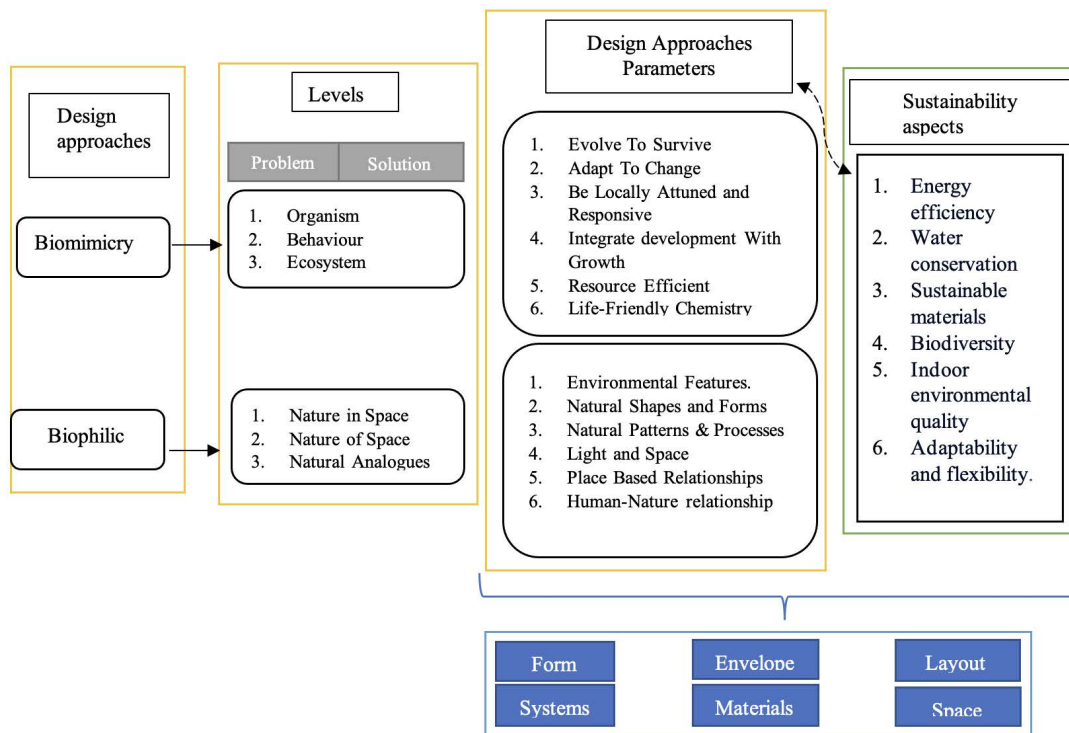 Design
approaches
Biomimicry
Biophilic
Levels
Problem
Solution
1. Organism
2. Behaviour
3. Ecosystem
1. Nature in Space
2. Nature of Space
3. Natural Analogues
Design Approaches
Parameters
1. Evolve To Survive
2. Adapt To Change
3. Be Locally Attuned and
Responsive
4. Integrate development With
Growth
5. Resource Efficient
6. Life-Friendly Chemistry
1. Environmental Features.
2. Natural Shapes and Forms
3. Natural Patterns & Processes
4. Light and Space
5. Place Based Relationships
6. Human-Nature relationship
Sustainability
aspects
1. Energy
efficiency
2. Water
conservation
3. Sustainable
materials
4. Biodiversity
5. Indoor
environmental
quality
6. Adaptability
and flexibility.
Form
Envelope
Layout
Systems
Materials
Space